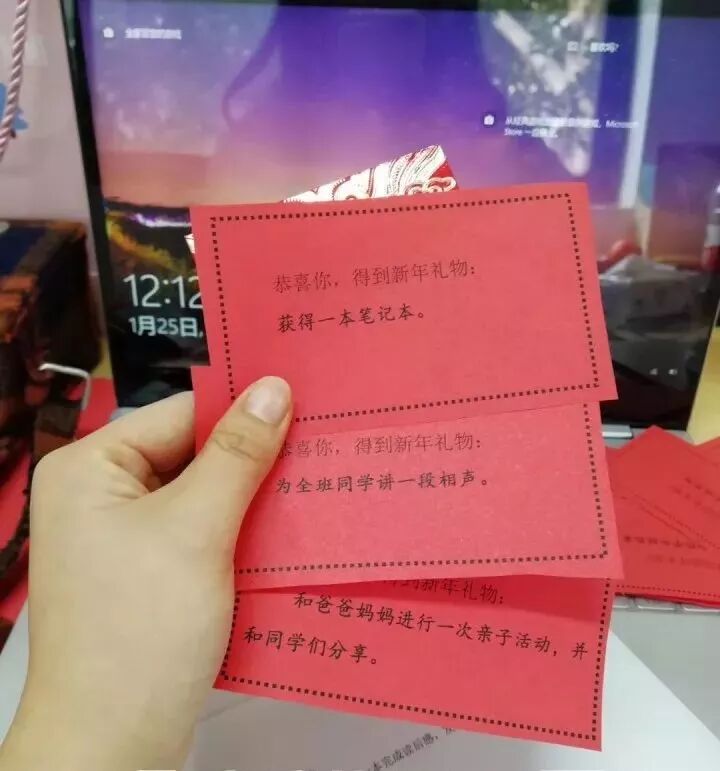 12:12
1月25日,
恭喜你，得到新年礼物：
获得一本笔记本。
恭喜你，得到新年礼物：
为全班同学讲一段相声。
得到新年礼物：
和爸爸妈妈进行一次亲子活动，并
和同学们分享。